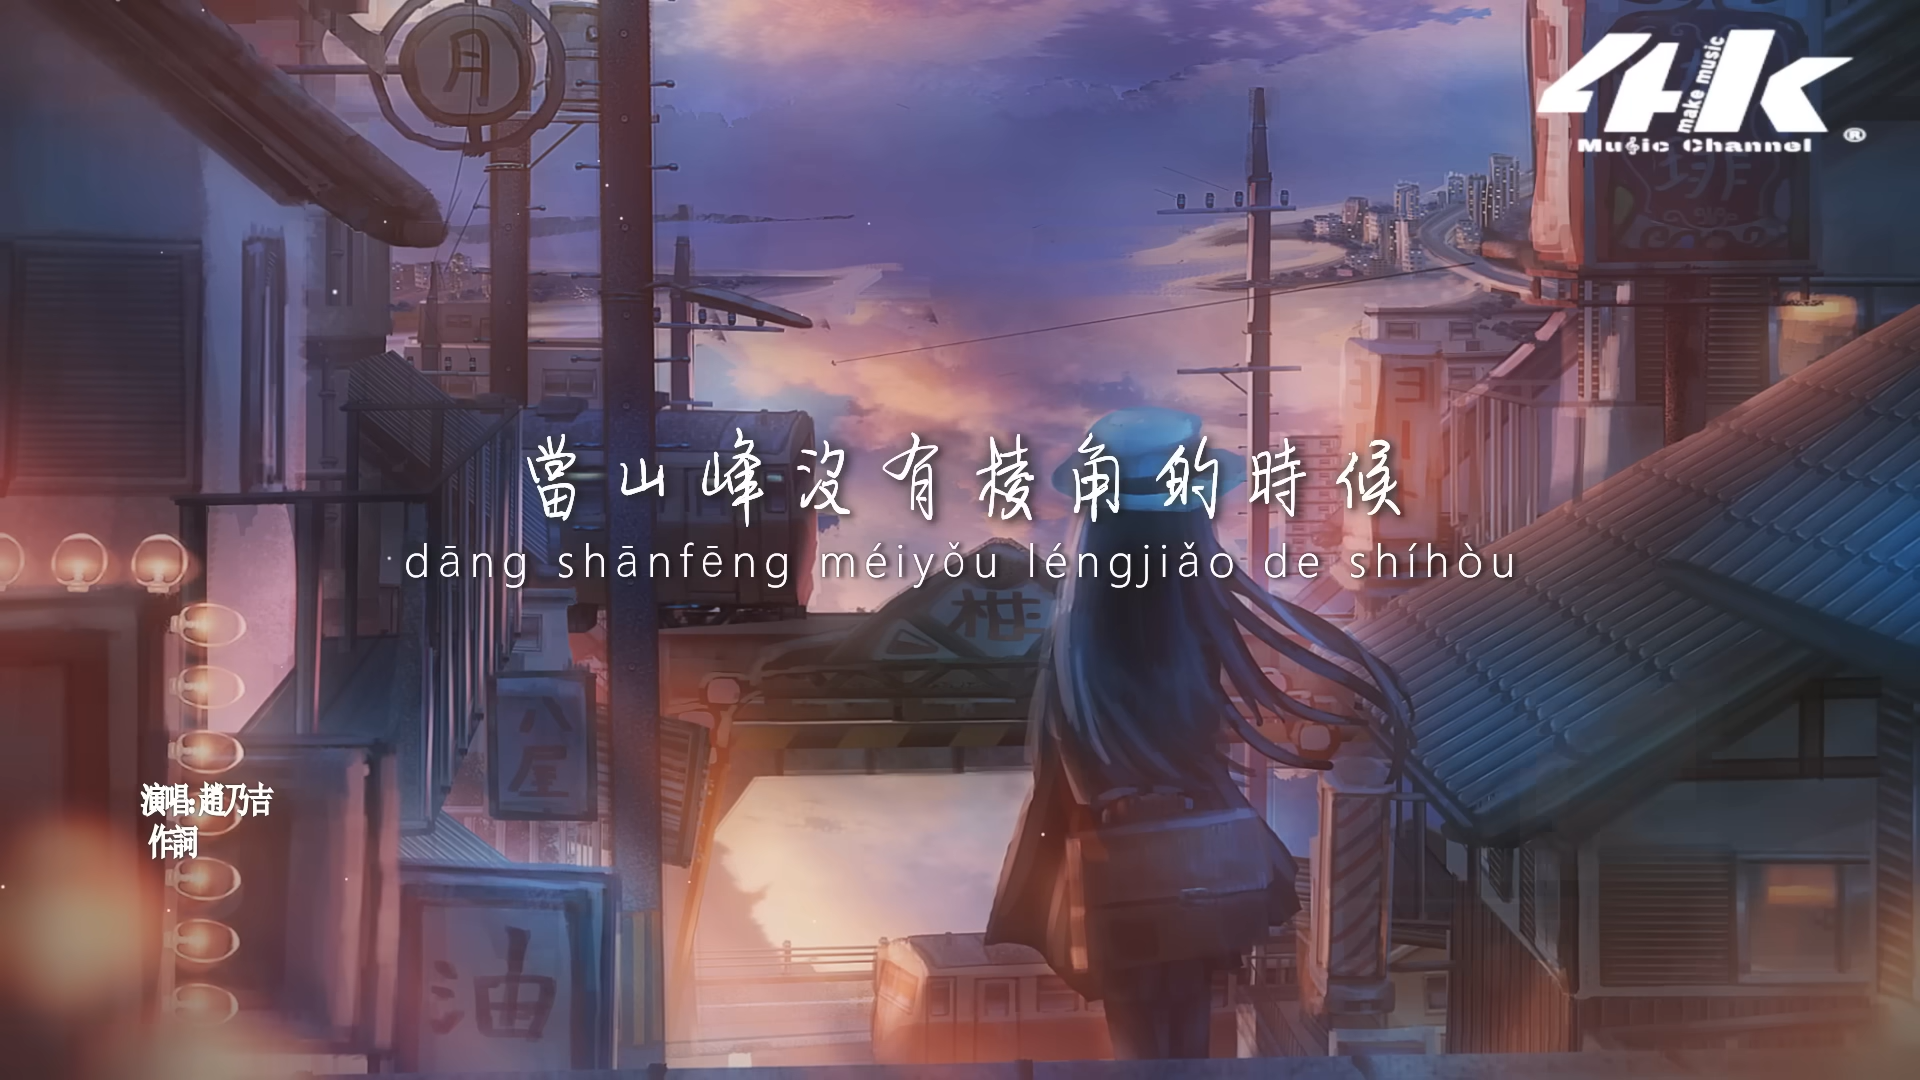 月
4k
make music
Music Channel ®
當山峰沒有棱角的時候
dāng shānfēng méiyǒu léngjiǎo de shíhòu
柑
八屋
演唱:趙乃吉
作詞
油